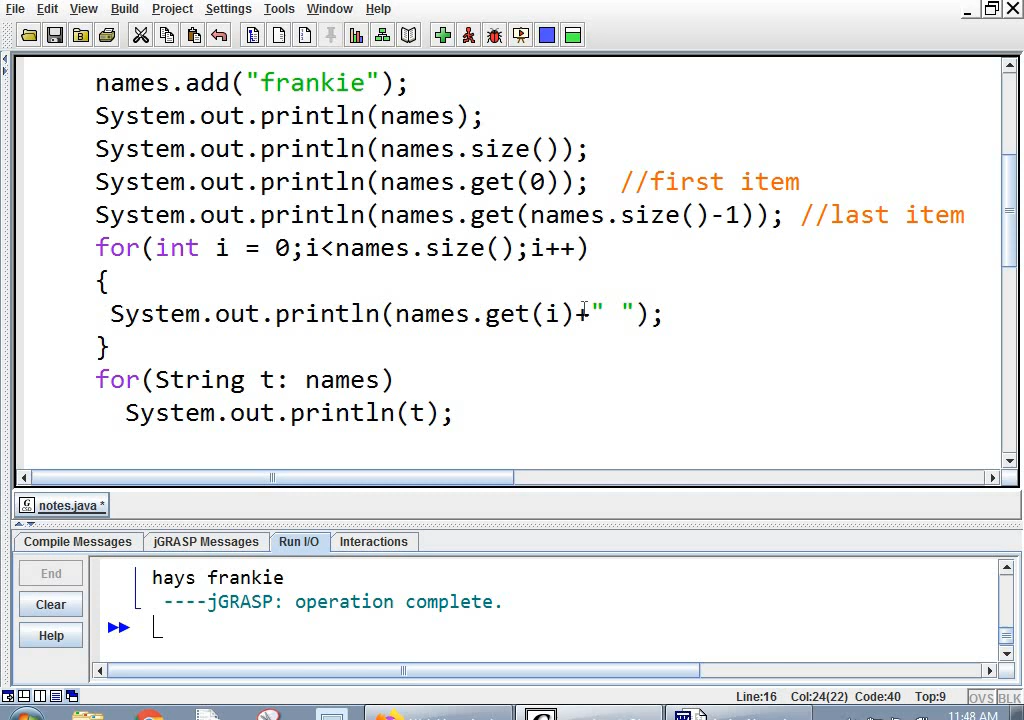 File Edit View Build Project Settings Tools Window Help
names.add("frankie");
System.out.println(names);
System.out.println(names.size());
System.out.println(names.get(0));  //first item
System.out.println(names.get(names.size()-1)); //last item
for(int i = 0;i<names.size();i++)
{
System.out.println(names.get(i)+" ");
}
for(String t: names)
System.out.println(t);
notes.java *
Compile Messages jGRASP Messages Run I/O Interactions
End
Clear
Help
hays frankie
----jGRASP: operation complete.
Line:16 Col:24(22) Code:40 Top:9 OVS BLK
11:48 AM